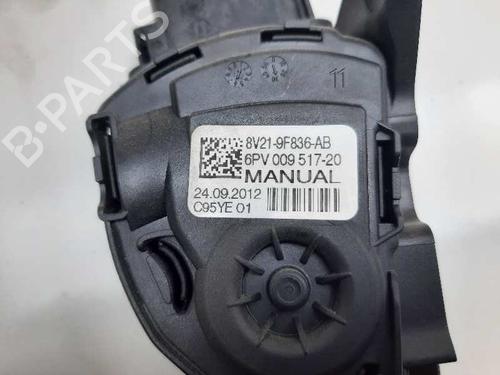 B-PARTS
11
8V21-9F836-AB
6PV 009 517-20
MANUAL
24.09.2012
C95YE 01